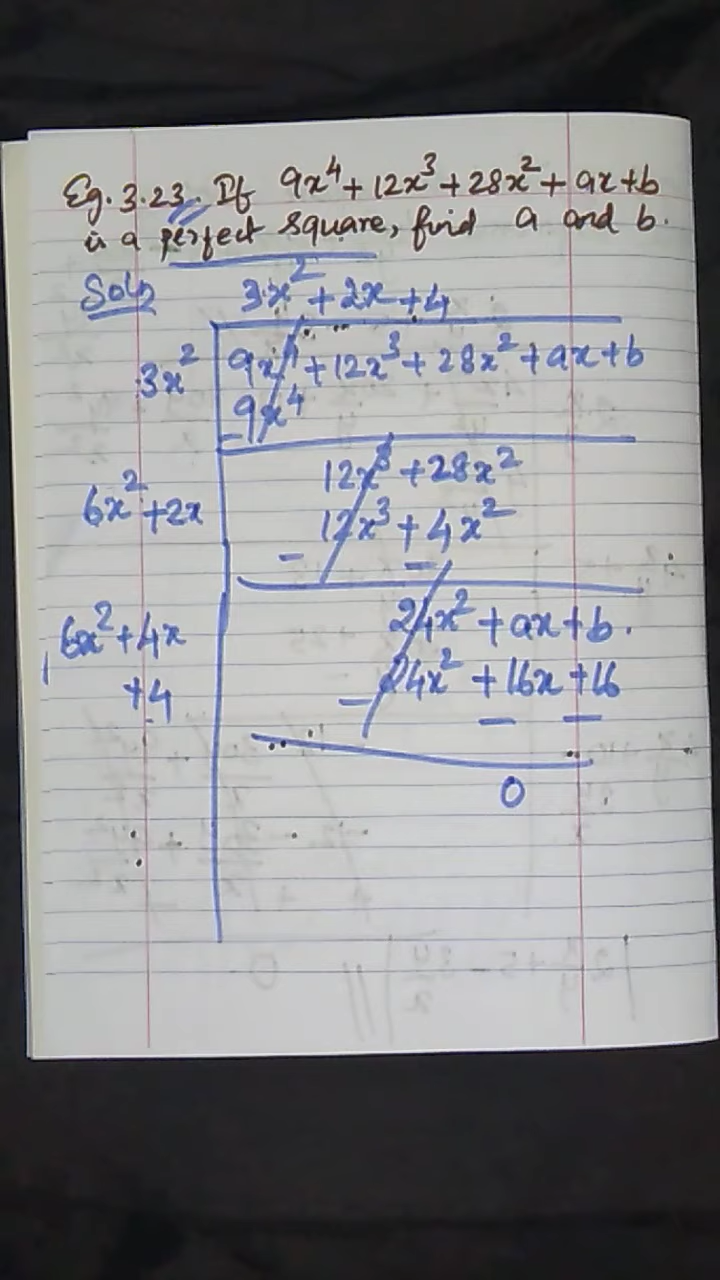 Eg. 3.23. If 9x⁴ + 12x³ + 28x² + ax + b
is a perfect square, find a and b.
Soln
3x² + 2x + 4
3x² 9x⁴ + 12x³ + 28x² + ax + b
9x⁴
−
12x³ + 28x²
6x² + 2x 12x³ + 4x²
− −
24x² + ax + b.
6x² + 4x 24x² + 16x + 16
+4 − − −
0